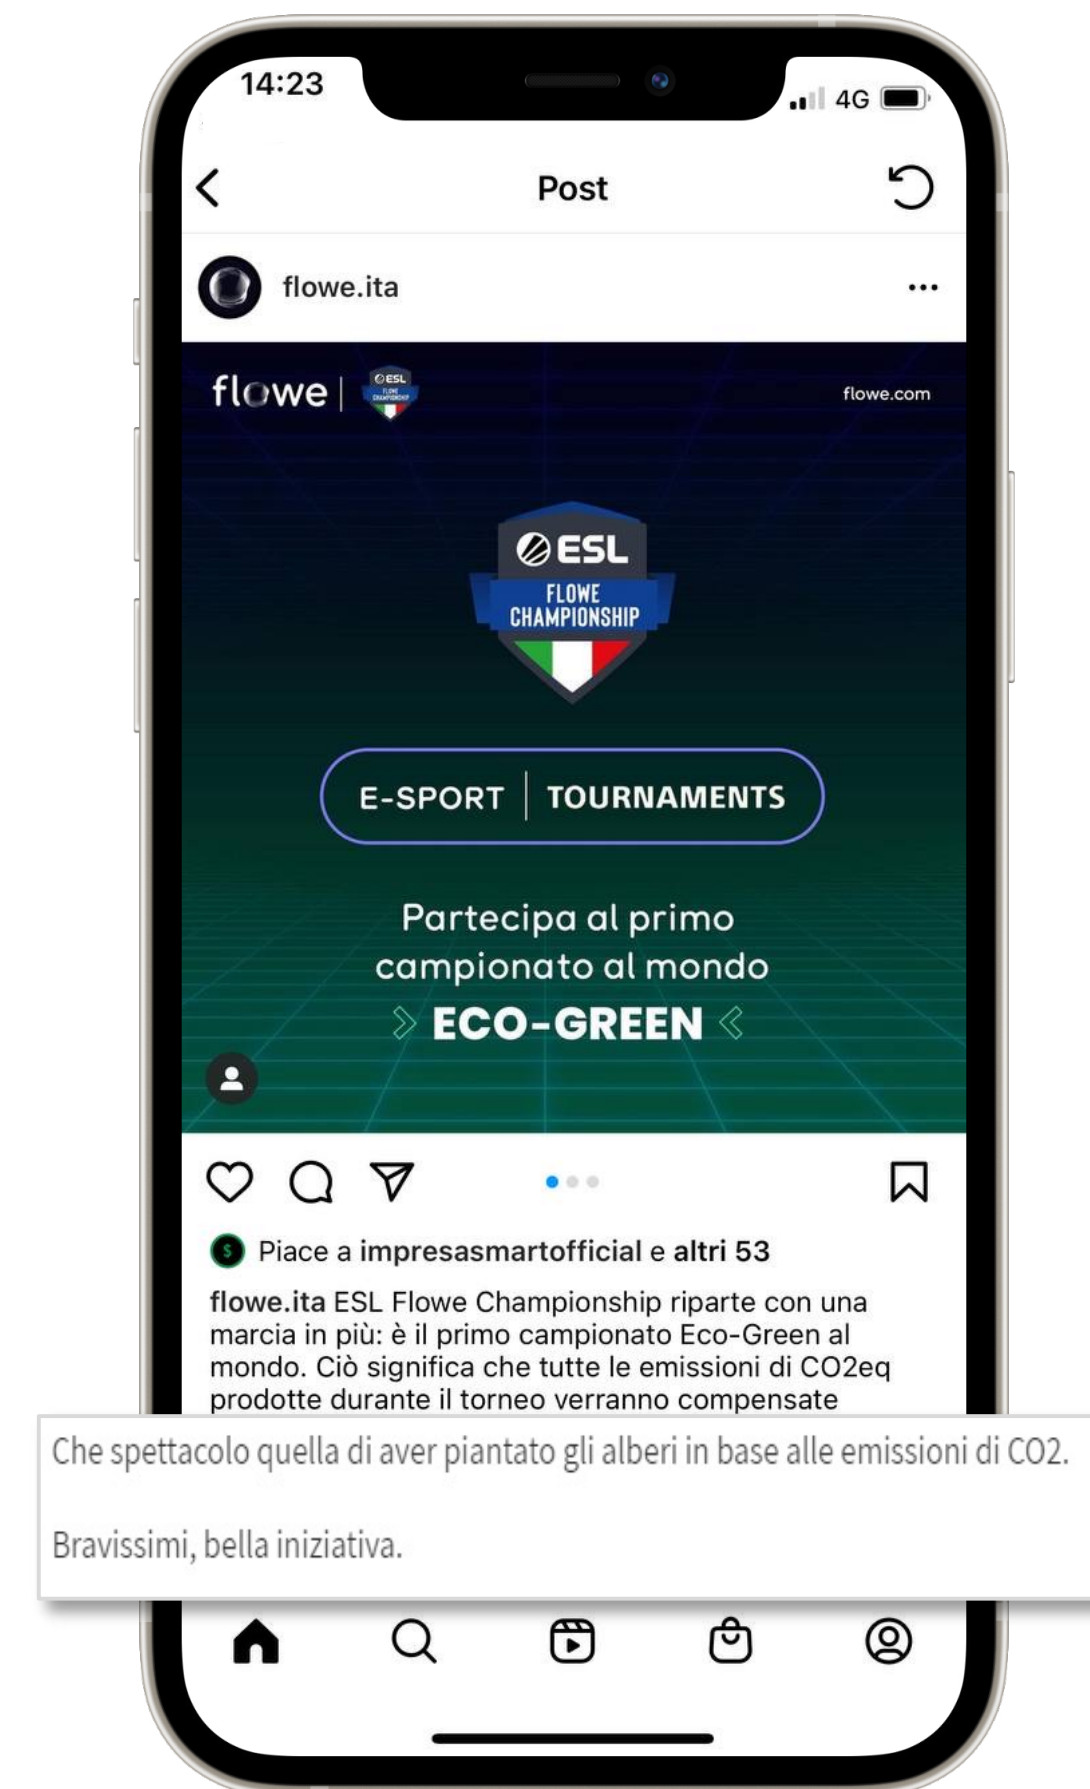 14:23
4G
Post
flowe.ita
flowe
ESL
FLOWE
CHAMPIONSHIP
flowe.com
ESL
FLOWE
CHAMPIONSHIP
E-SPORT | TOURNAMENTS
Partecipa al primo
campionato al mondo
ECO-GREEN
Piace a impresasmartofficial e altri 53
flowe.ita ESL Flowe Championship riparte con una
marcia in più: è il primo campionato Eco-Green al
mondo. Ciò significa che tutte le emissioni di CO2eq
prodotte durante il torneo verranno compensate
Che spettacolo quella di aver piantato gli alberi in base alle emissioni di CO2.
Bravissimi, bella iniziativa.